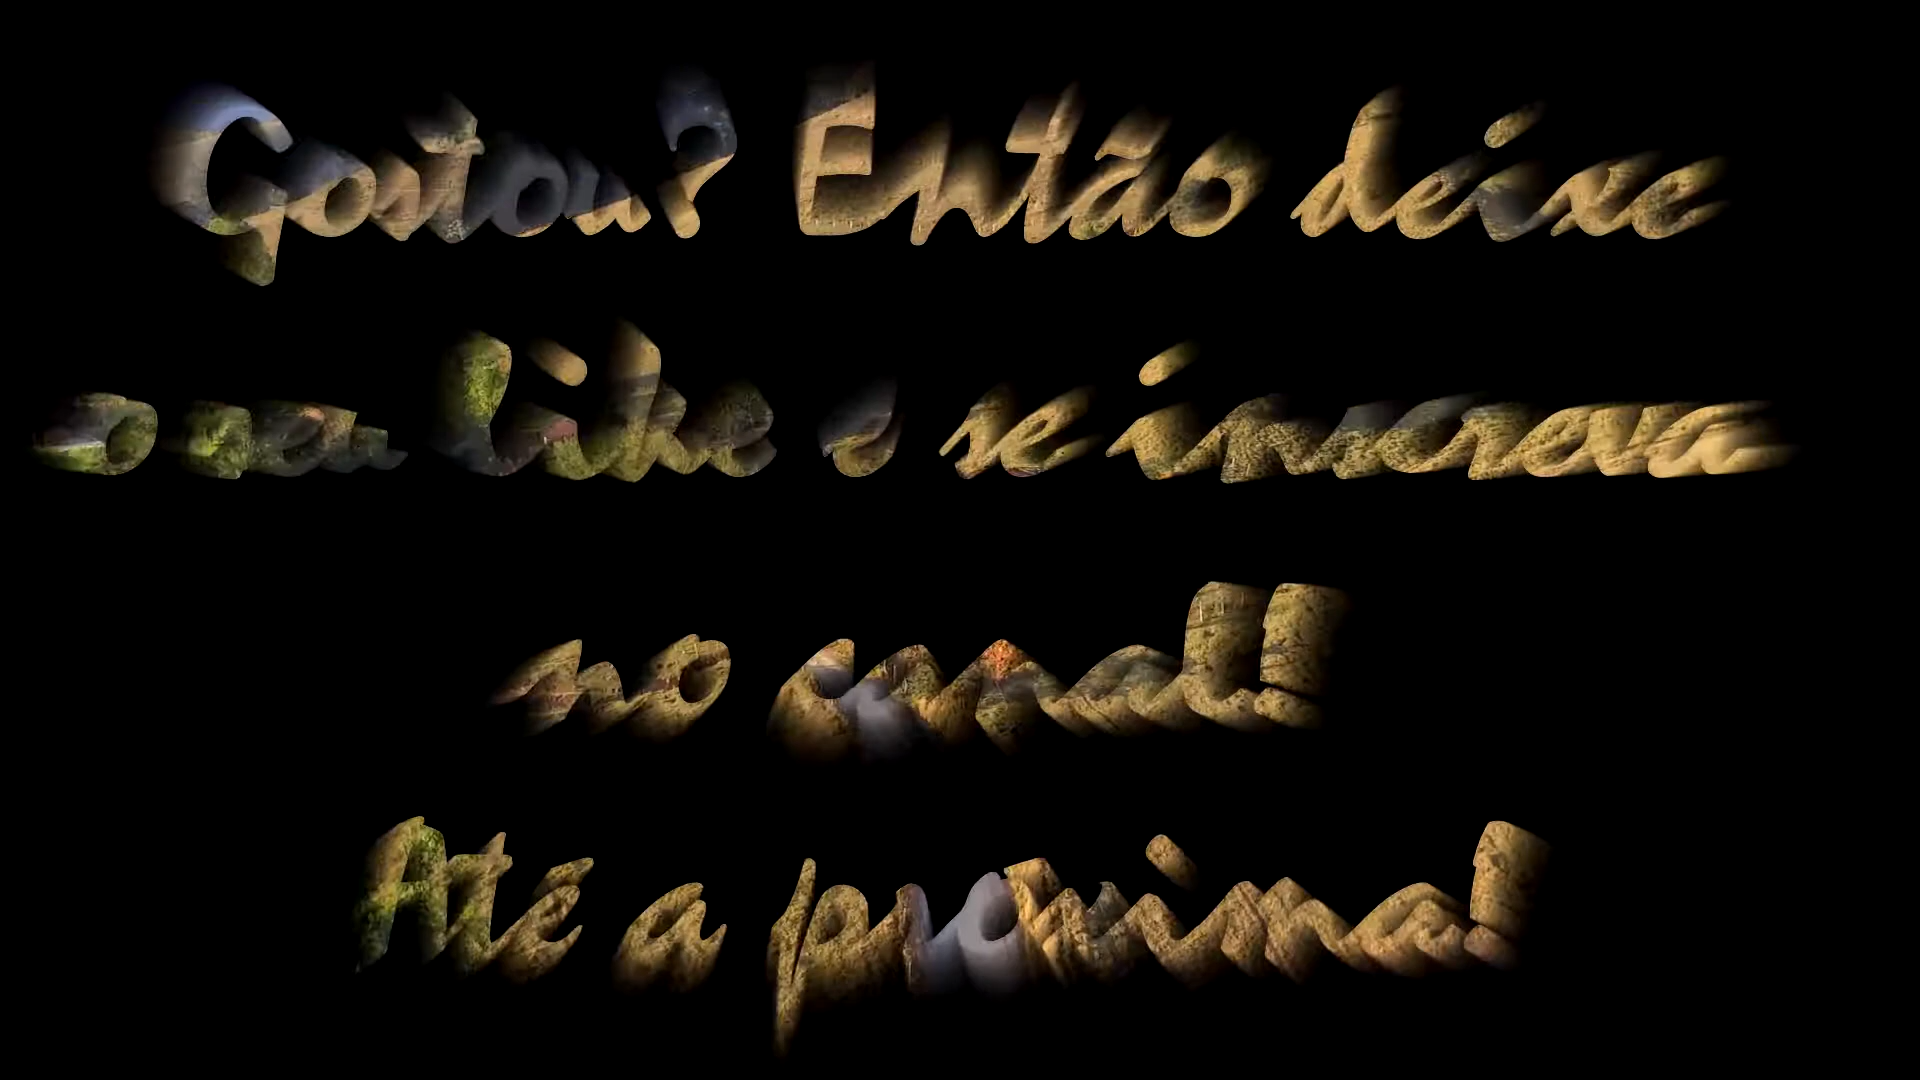 Gostou? Então deixe
o seu like e se inscreva
no canal!
Até a próxima!